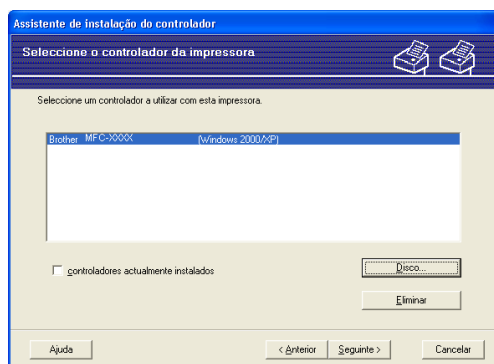 Assistente de instalação do controlador
Seleccione o controlador da impressora
Seleccione um controlador a utilizar com esta impressora.
Brother MFC-XXXX (Windows 2000/XP)
controladores actualmente instalados
Disco...
Eliminar
Ajuda < Anterior Seguinte > Cancelar